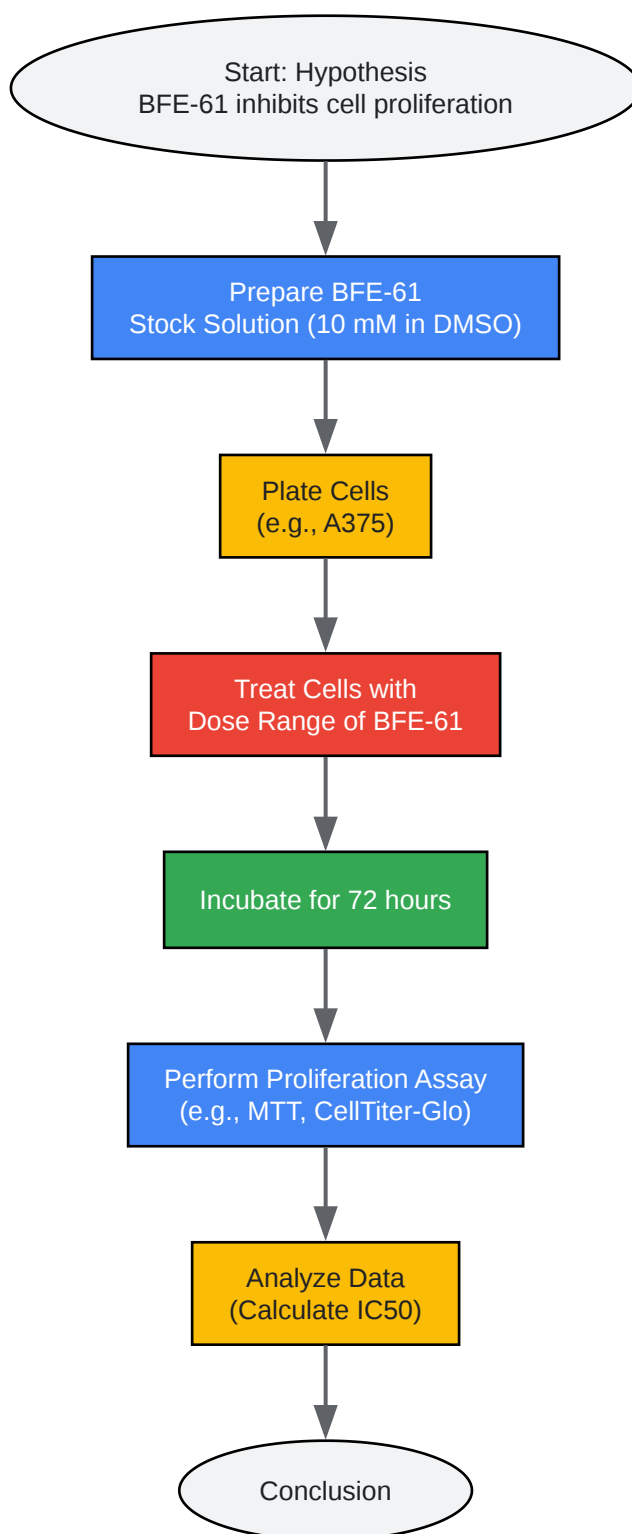 Start: Hypothesis
BFE-61 inhibits cell proliferation
Prepare BFE-61
Stock Solution (10 mM in DMSO)
Plate Cells
(e.g., A375)
Treat Cells with
Dose Range of BFE-61
Incubate for 72 hours
Perform Proliferation Assay
(e.g., MTT, CellTiter-Glo)
Analyze Data
(Calculate IC50)
Conclusion